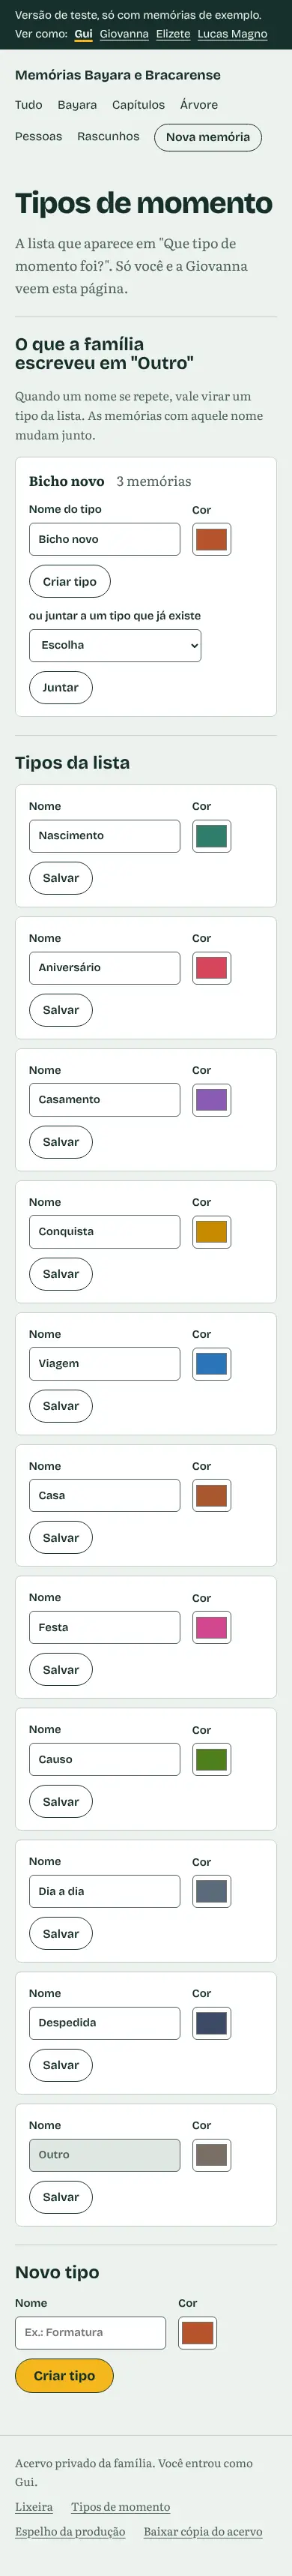 Versão de teste, só com memórias de exemplo.
Ver como: Gui Giovanna Elizete Lucas Magno
Memórias Bayara e Bracarense
Tudo Bayara Capítulos Árvore
Pessoas Rascunhos Nova memória
Tipos de momento
A lista que aparece em "Que tipo de
momento foi?". Só você e a Giovanna
veem esta página.
O que a família
escreveu em "Outro"
Quando um nome se repete, vale virar um
tipo da lista. As memórias com aquele nome
mudam junto.
Bicho novo 3 memórias
Nome do tipo Cor
Bicho novo
Criar tipo
ou juntar a um tipo que já existe
Escolha
Juntar
Tipos da lista
Nome Cor
Nascimento
Salvar
Nome Cor
Aniversário
Salvar
Nome Cor
Casamento
Salvar
Nome Cor
Conquista
Salvar
Nome Cor
Viagem
Salvar
Nome Cor
Casa
Salvar
Nome Cor
Festa
Salvar
Nome Cor
Causo
Salvar
Nome Cor
Dia a dia
Salvar
Nome Cor
Despedida
Salvar
Nome Cor
Outro
Salvar
Novo tipo
Nome Cor
Ex.: Formatura
Criar tipo
Acervo privado da família. Você entrou como
Gui.
Lixeira Tipos de momento
Espelho da produção Baixar cópia do acervo